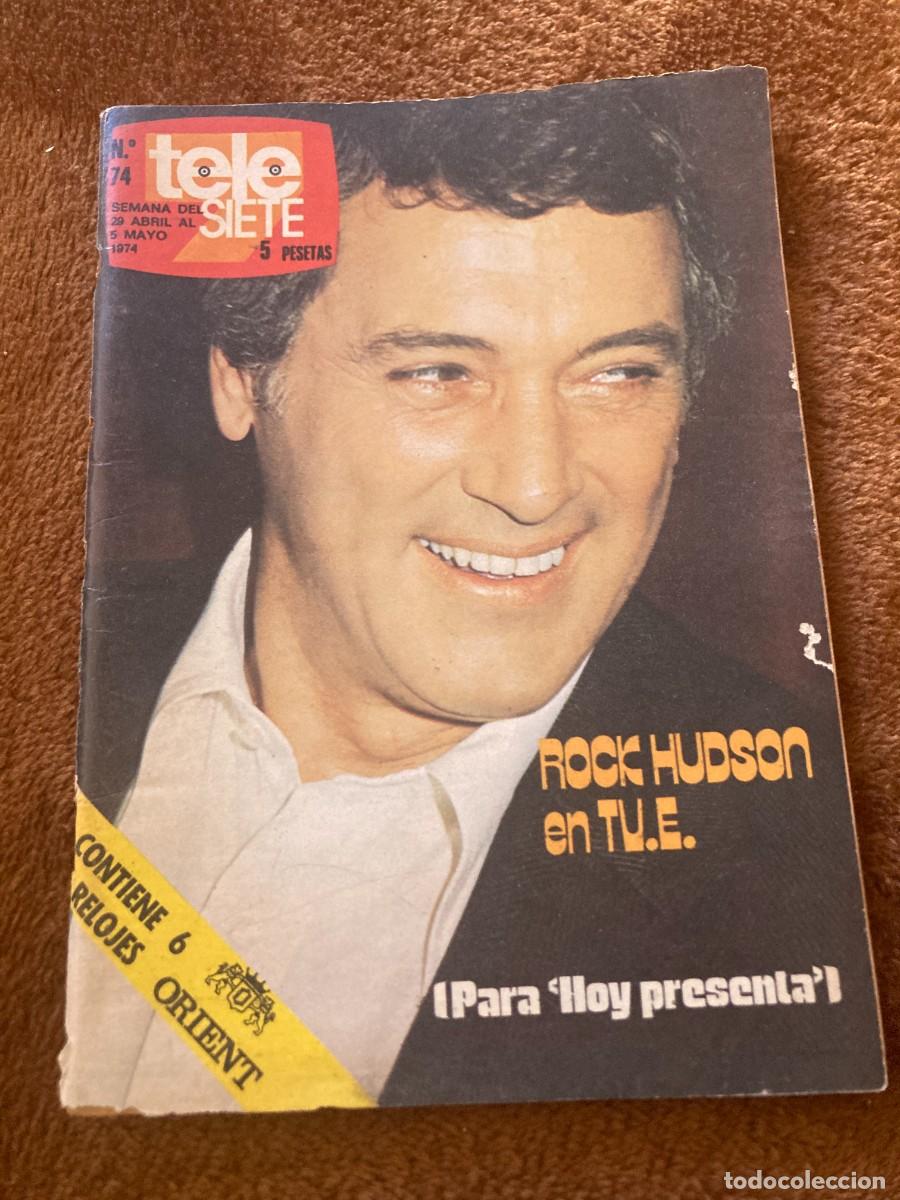 N.º
74
tele
SIETE
SEMANA DEL
29 ABRIL AL
5 MAYO
1974
5 PESETAS
ROCK HUDSON
en TV.E.
(Para 'Hoy presenta')
CONTIENE 6
RELOJES ORIENT
todocoleccion